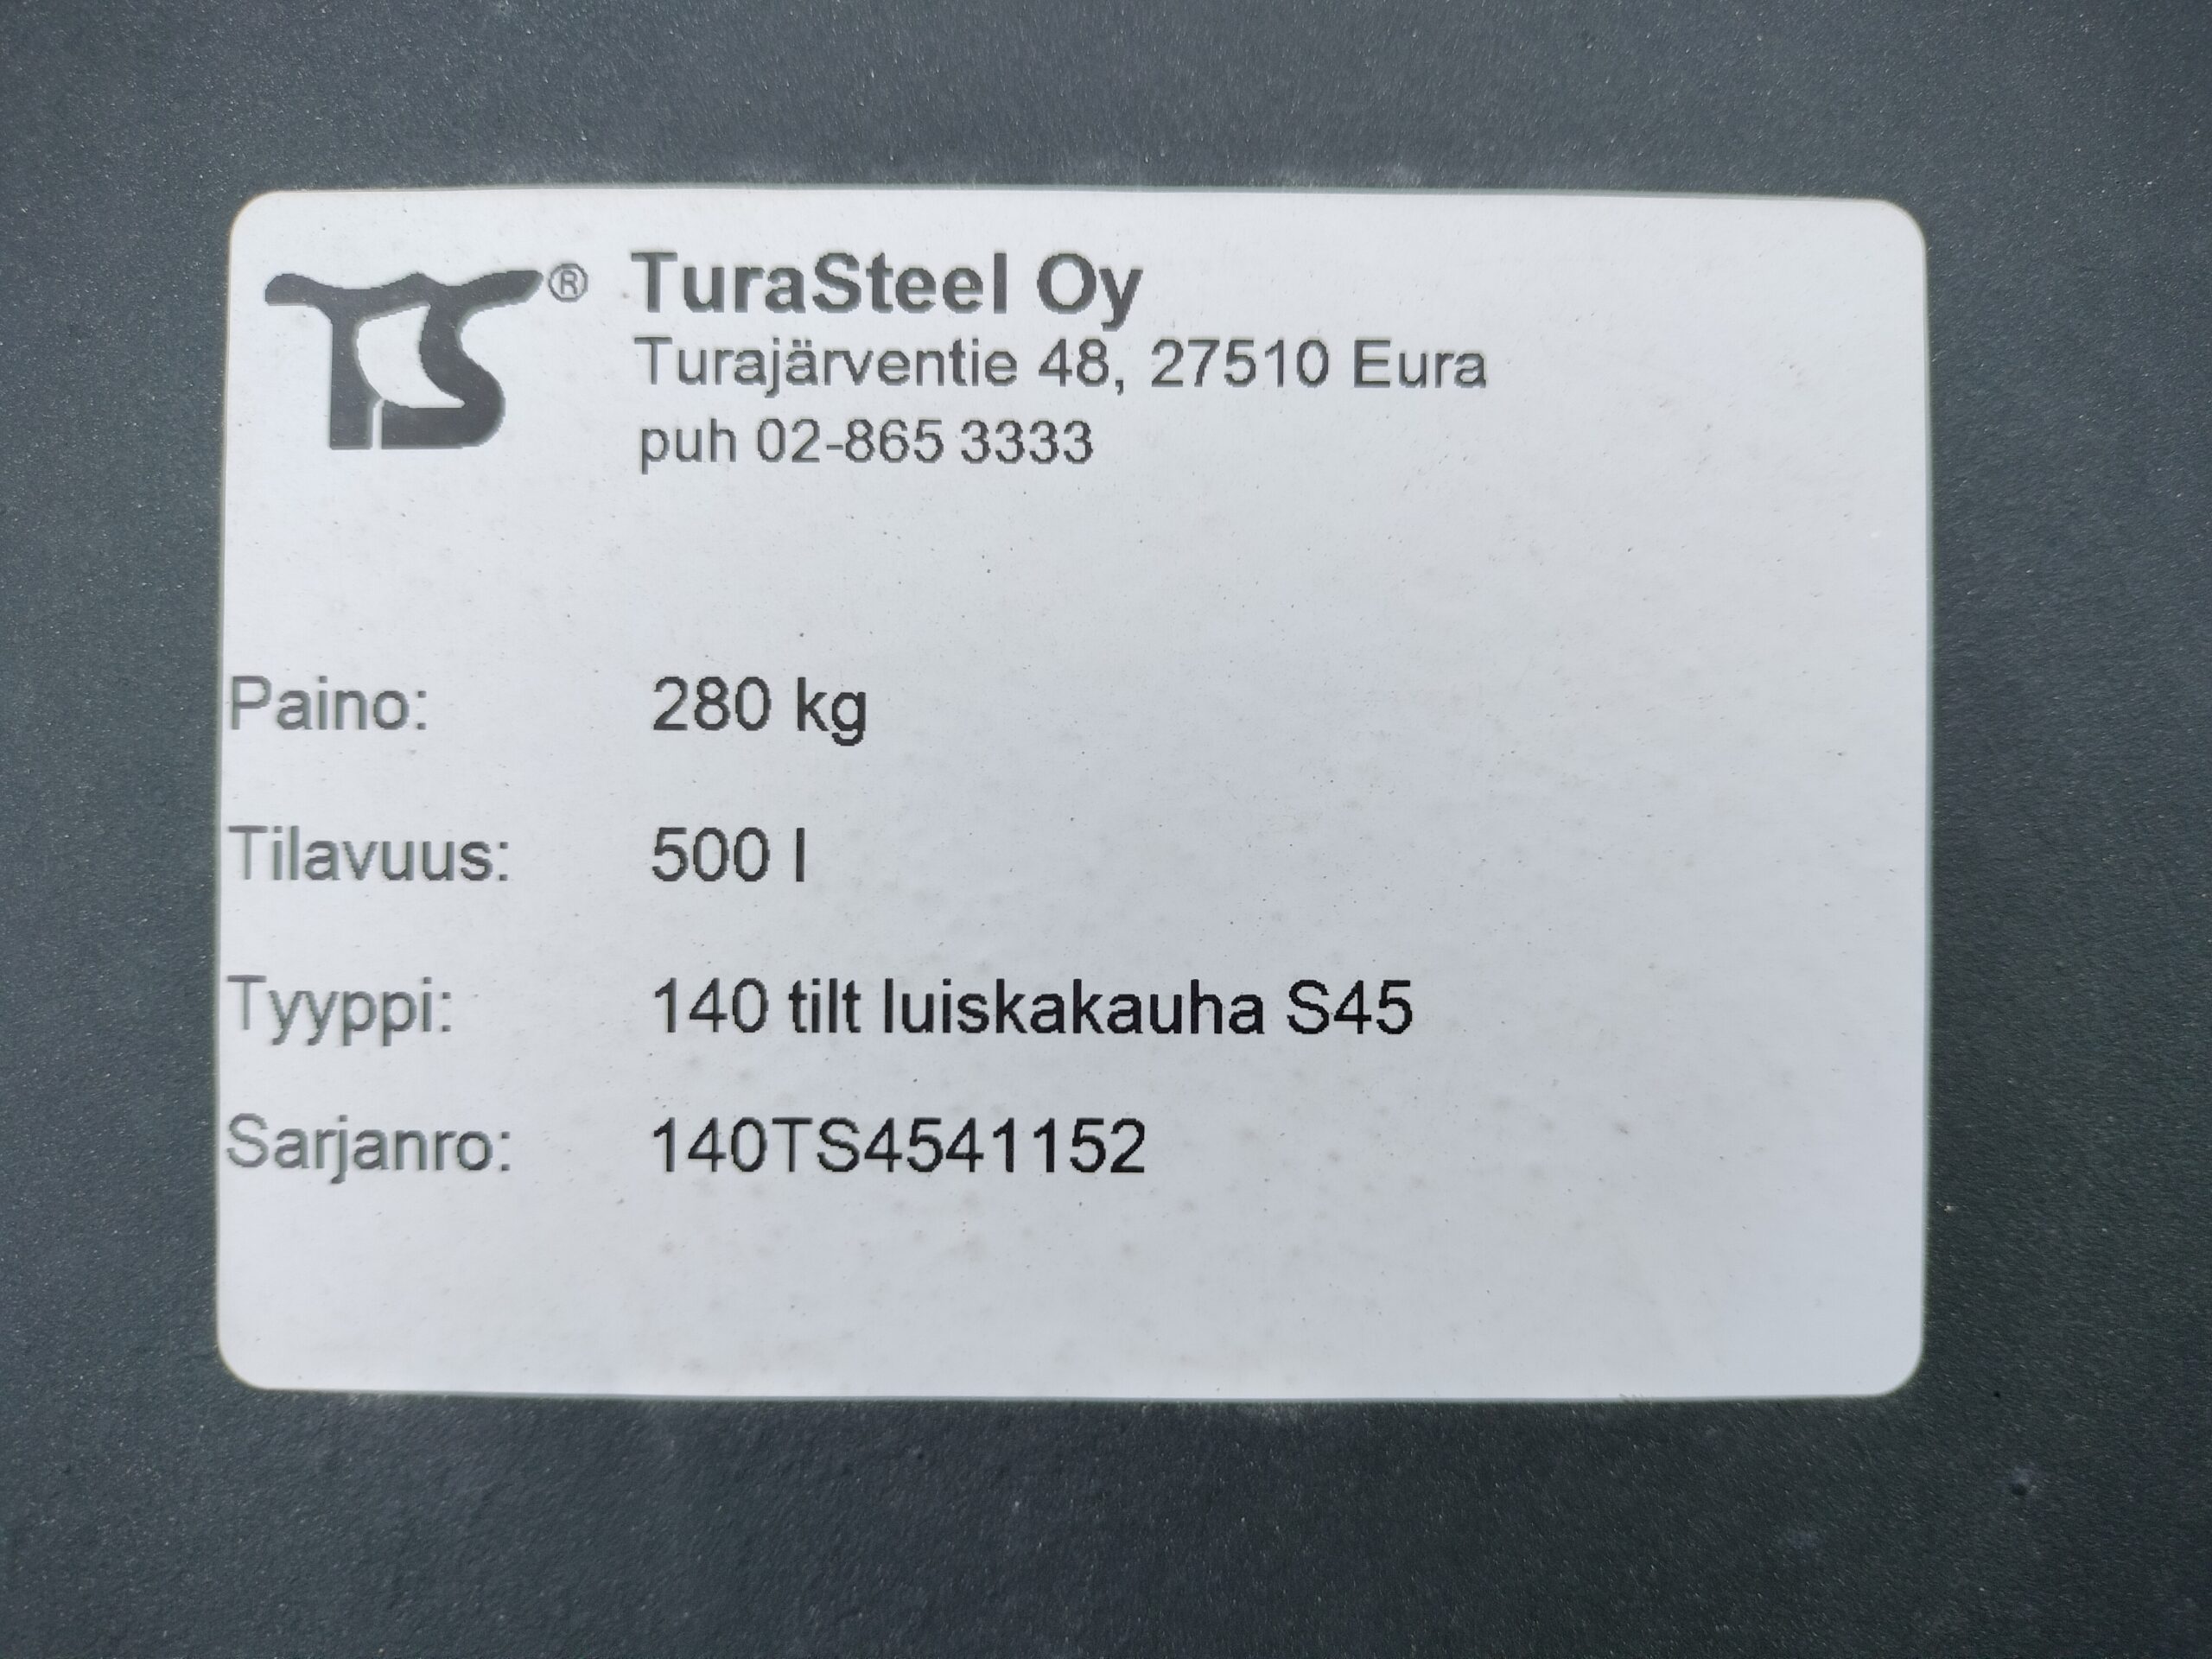 TS® TuraSteel Oy
Turajärventie 48, 27510 Eura
puh 02-865 3333
Paino: 280 kg
Tilavuus: 500 l
Tyyppi: 140 tilt luiskakauha S45
Sarjanro: 140TS4541152